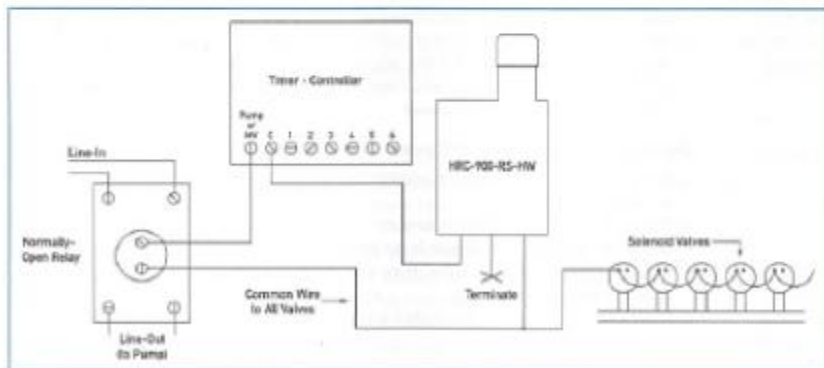 Timer - Controller
Pump
or
MV
C
1
2
3
4
5
6
HRC-900-RS-HW
Line-In
Normally-
Open Relay
Line-Out
(to Pump)
Common Wire
to All Valves
Terminate
Solenoid Valves